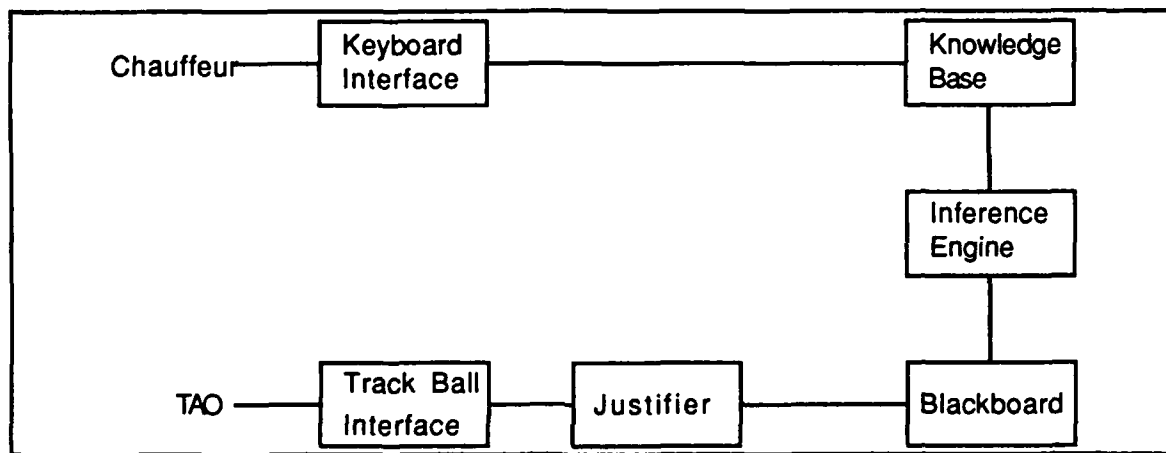 Chauffeur
Keyboard
Interface
Knowledge
Base
Inference
Engine
TAO
Track Ball
Interface
Justifier
Blackboard